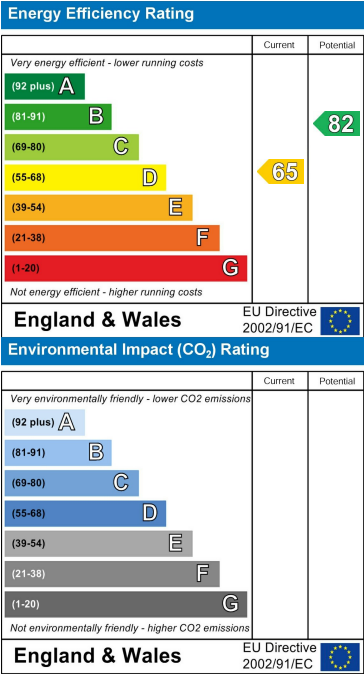 Energy Efficiency Rating
Current Potential
Very energy efficient - lower running costs
(92 plus) A
(81-91) B
82
(69-80) C
(55-68) D
65
(39-54) E
(21-38) F
(1-20) G
Not energy efficient - higher running costs
England & Wales
EU Directive
2002/91/EC
Environmental Impact (CO₂) Rating
Current Potential
Very environmentally friendly - lower CO2 emissions
(92 plus) A
(81-91) B
(69-80) C
(55-68) D
(39-54) E
(21-38) F
(1-20) G
Not environmentally friendly - higher CO2 emissions
England & Wales
EU Directive
2002/91/EC